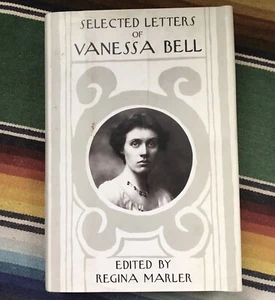 SELECTED LETTERS
OF
VANESSA BELL
EDITED BY
REGINA MARLER